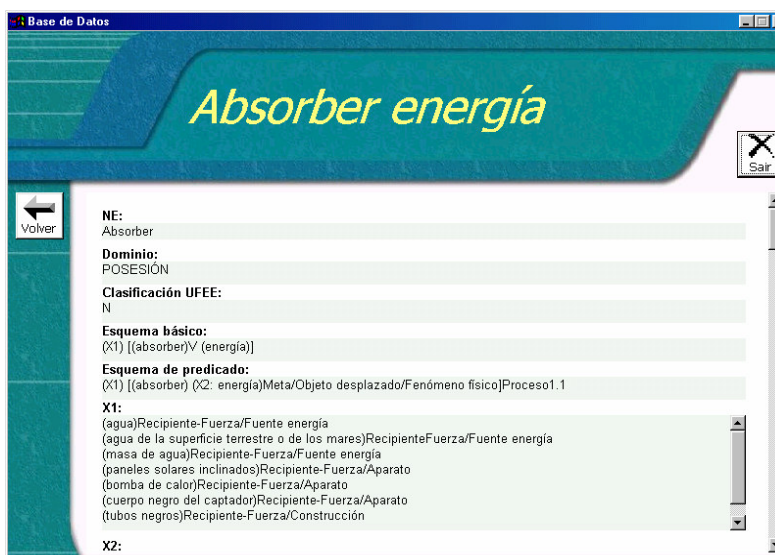 Base de Datos
Absorber energía
Sair
Volver
NE:
Absorber
Dominio:
POSESIÓN
Clasificación UFEE:
N
Esquema básico:
(X1) [(absorber)V (energía)]
Esquema de predicado:
(X1) [(absorber) (X2: energía)Meta/Objeto desplazado/Fenómeno físico]Proceso1.1
X1:
(agua)Recipiente-Fuerza/Fuente energía
(agua de la superficie terrestre o de los mares)RecipienteFuerza/Fuente energía
(masa de agua)Recipiente-Fuerza/Fuente energía
(paneles solares inclinados)Recipiente-Fuerza/Aparato
(bomba de calor)Recipiente-Fuerza/Aparato
(cuerpo negro del captador)Recipiente-Fuerza/Aparato
(tubos negros)Recipiente-Fuerza/Construcción
X2: